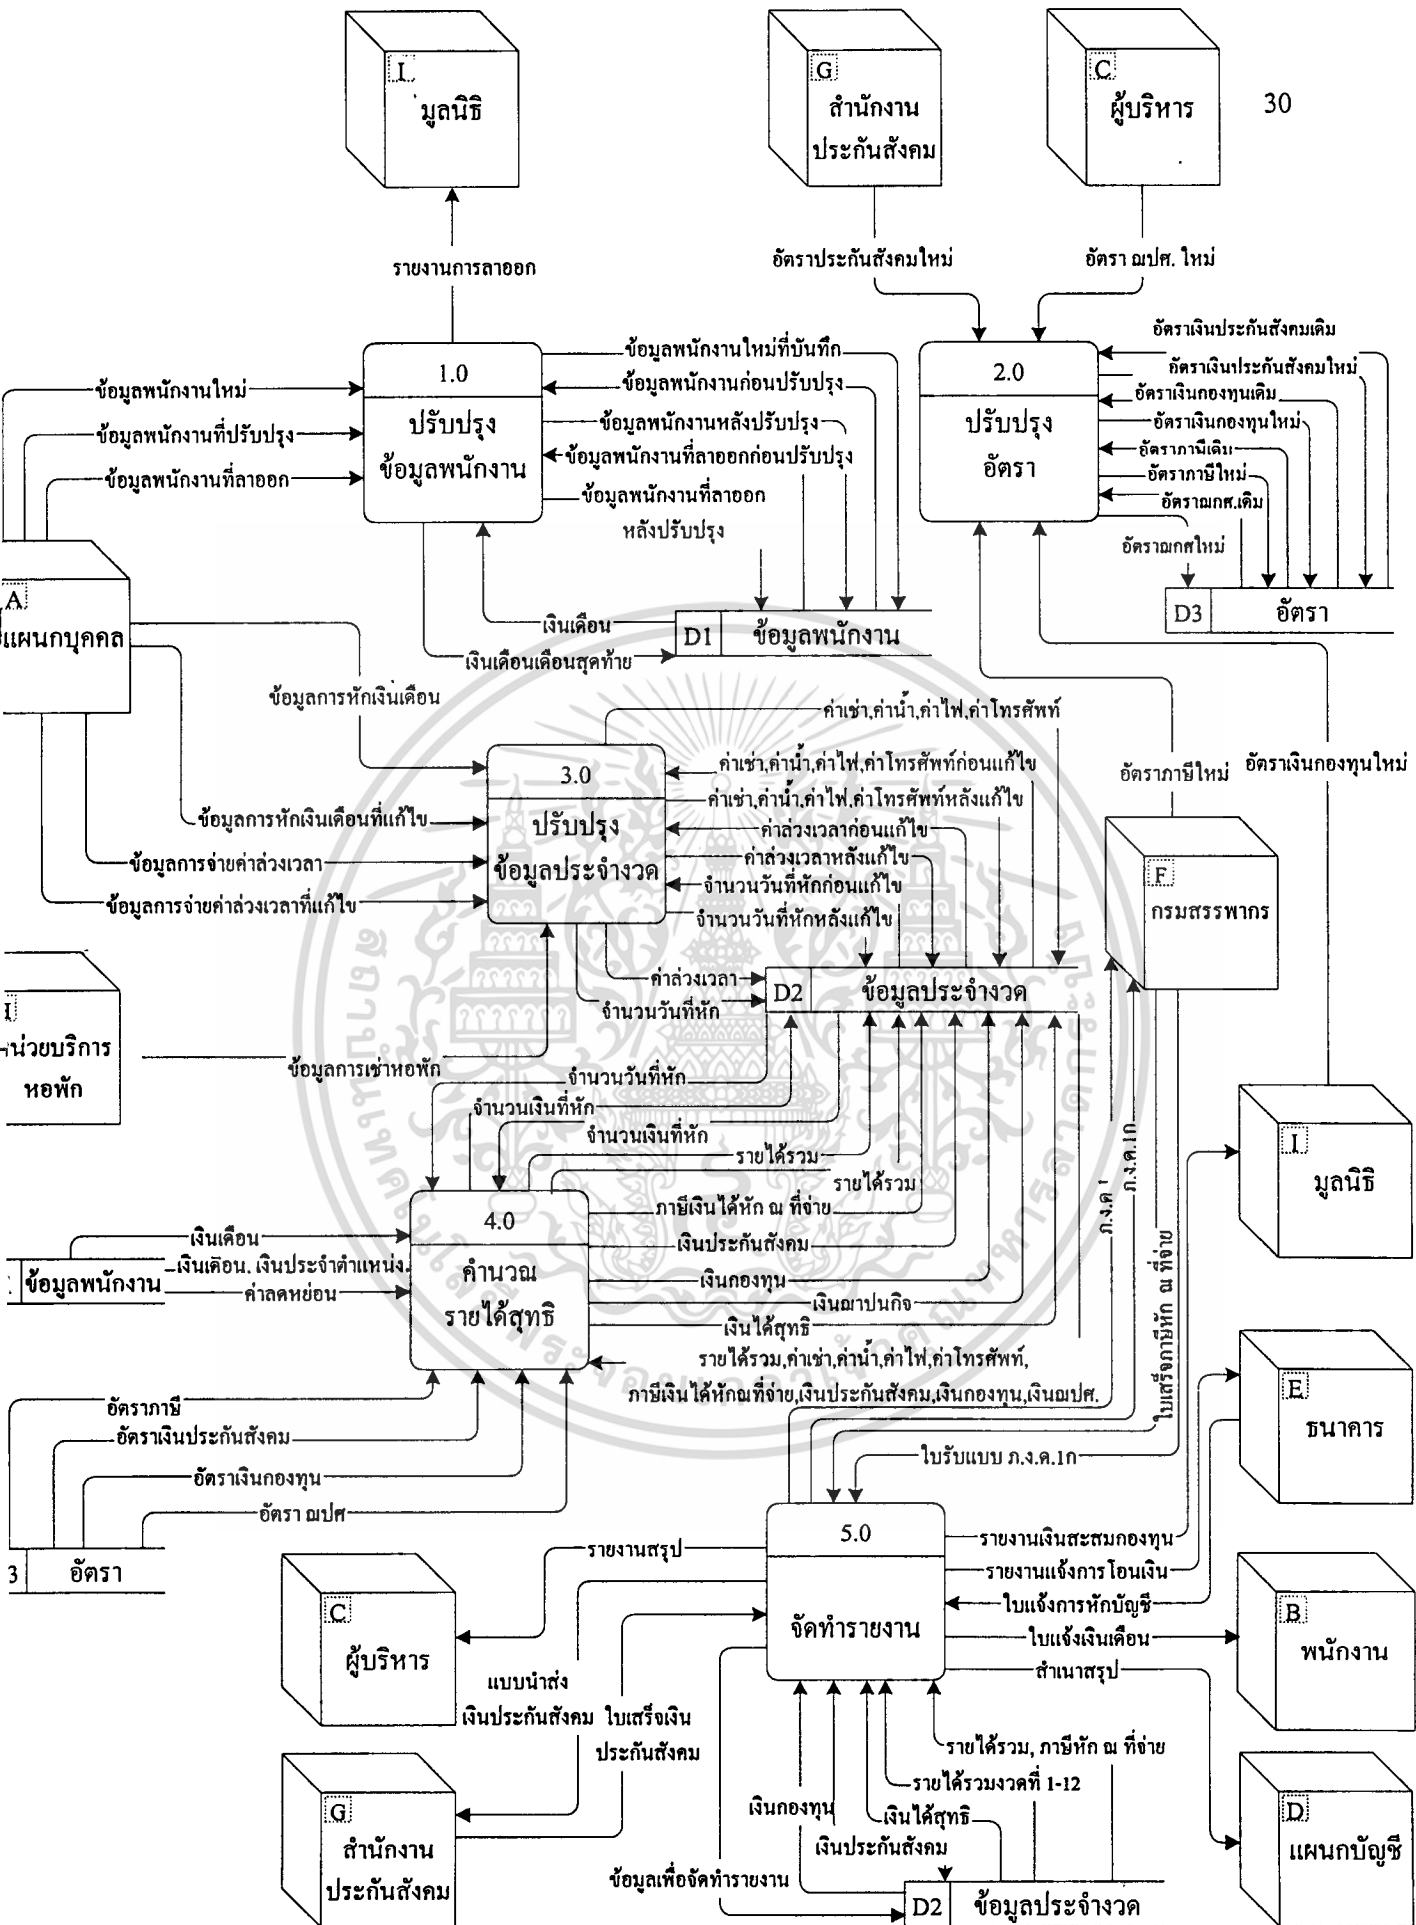 I
มูลนิธิ
G
สำนักงาน
ประกันสังคม
C
ผู้บริหาร
30
รายงานการลาออก
อัตราประกันสังคมใหม่
อัตรา ฌปศ. ใหม่
ข้อมูลพนักงานใหม่
ข้อมูลพนักงานที่ปรับปรุง
ข้อมูลพนักงานที่ลาออก
1.0
ปรับปรุง
ข้อมูลพนักงาน
ข้อมูลพนักงานใหม่ที่บันทึก
ข้อมูลพนักงานก่อนปรับปรุง
ข้อมูลพนักงานหลังปรับปรุง
ข้อมูลพนักงานที่ลาออกก่อนปรับปรุง
ข้อมูลพนักงานที่ลาออก
หลังปรับปรุง
2.0
ปรับปรุง
อัตรา
อัตราเงินประกันสังคมเดิม
อัตราเงินประกันสังคมใหม่
อัตราเงินกองทุนเดิม
อัตราเงินกองทุนใหม่
อัตราภาษีเดิม
อัตราภาษีใหม่
อัตราฌกศ.เดิม
อัตราฌกศใหม่
D3 อัตรา
A
แผนกบุคคล
เงินเดือน
เงินเดือนเดือนสุดท้าย
D1 ข้อมูลพนักงาน
ข้อมูลการหักเงินเดือน
ข้อมูลการหักเงินเดือนที่แก้ไข
ข้อมูลการจ่ายค่าล่วงเวลา
ข้อมูลการจ่ายค่าล่วงเวลาที่แก้ไข
3.0
ปรับปรุง
ข้อมูลประจำงวด
ค่าเช่า,ค่าน้ำ,ค่าไฟ,ค่าโทรศัพท์
ค่าเช่า,ค่าน้ำ,ค่าไฟ,ค่าโทรศัพท์ก่อนแก้ไข
ค่าเช่า,ค่าน้ำ,ค่าไฟ,ค่าโทรศัพท์หลังแก้ไข
ค่าล่วงเวลาก่อนแก้ไข
ค่าล่วงเวลาหลังแก้ไข
จำนวนวันที่หักก่อนแก้ไข
จำนวนวันที่หักหลังแก้ไข
อัตราภาษีใหม่
อัตราเงินกองทุนใหม่
F
กรมสรรพากร
ค่าล่วงเวลา
จำนวนวันที่หัก
D2 ข้อมูลประจำงวด
น่วยบริการ
หอพัก
ข้อมูลการเช่าหอพัก
จำนวนวันที่หัก
จำนวนเงินที่หัก
จำนวนเงินที่หัก
รายได้รวม
รายได้รวม
ภาษีเงินได้หัก ณ ที่จ่าย
เงินประกันสังคม
เงินกองทุน
เงินฌาปนกิจ
เงินได้สุทธิ
4.0
คำนวณ
รายได้สุทธิ
เงินเดือน
เงินเดือน. เงินประจำตำแหน่ง.
ค่าลดหย่อน
ข้อมูลพนักงาน
รายได้รวม,ค่าเช่า,ค่าน้ำ,ค่าไฟ,ค่าโทรศัพท์,
ภาษีเงินได้หักณที่จ่าย,เงินประกันสังคม,เงินกองทุน,เงินฌปศ.
ภ.ง.ด 1
ภ.ง.ด.1ก
ใบเสร็จภาษีหัก ณ ที่จ่าย
I
มูลนิธิ
E
ธนาคาร
อัตราภาษี
อัตราเงินประกันสังคม
อัตราเงินกองทุน
อัตรา ฌปศ
3 อัตรา
ใบรับแบบ ภ.ง.ด.1ก
5.0
จัดทำรายงาน
รายงานสรุป
รายงานเงินสะสมกองทุน
รายงานแจ้งการโอนเงิน
ใบแจ้งการหักบัญชี
ใบแจ้งเงินเดือน
สำเนาสรุป
C
ผู้บริหาร
B
พนักงาน
แบบนำส่ง
เงินประกันสังคม
ใบเสร็จเงิน
ประกันสังคม
G
สำนักงาน
ประกันสังคม
D
แผนกบัญชี
รายได้รวม, ภาษีหัก ณ ที่จ่าย
รายได้รวมงวดที่ 1-12
เงินกองทุน
เงินได้สุทธิ
เงินประกันสังคม
ข้อมูลเพื่อจัดทำรายงาน
D2 ข้อมูลประจำงวด